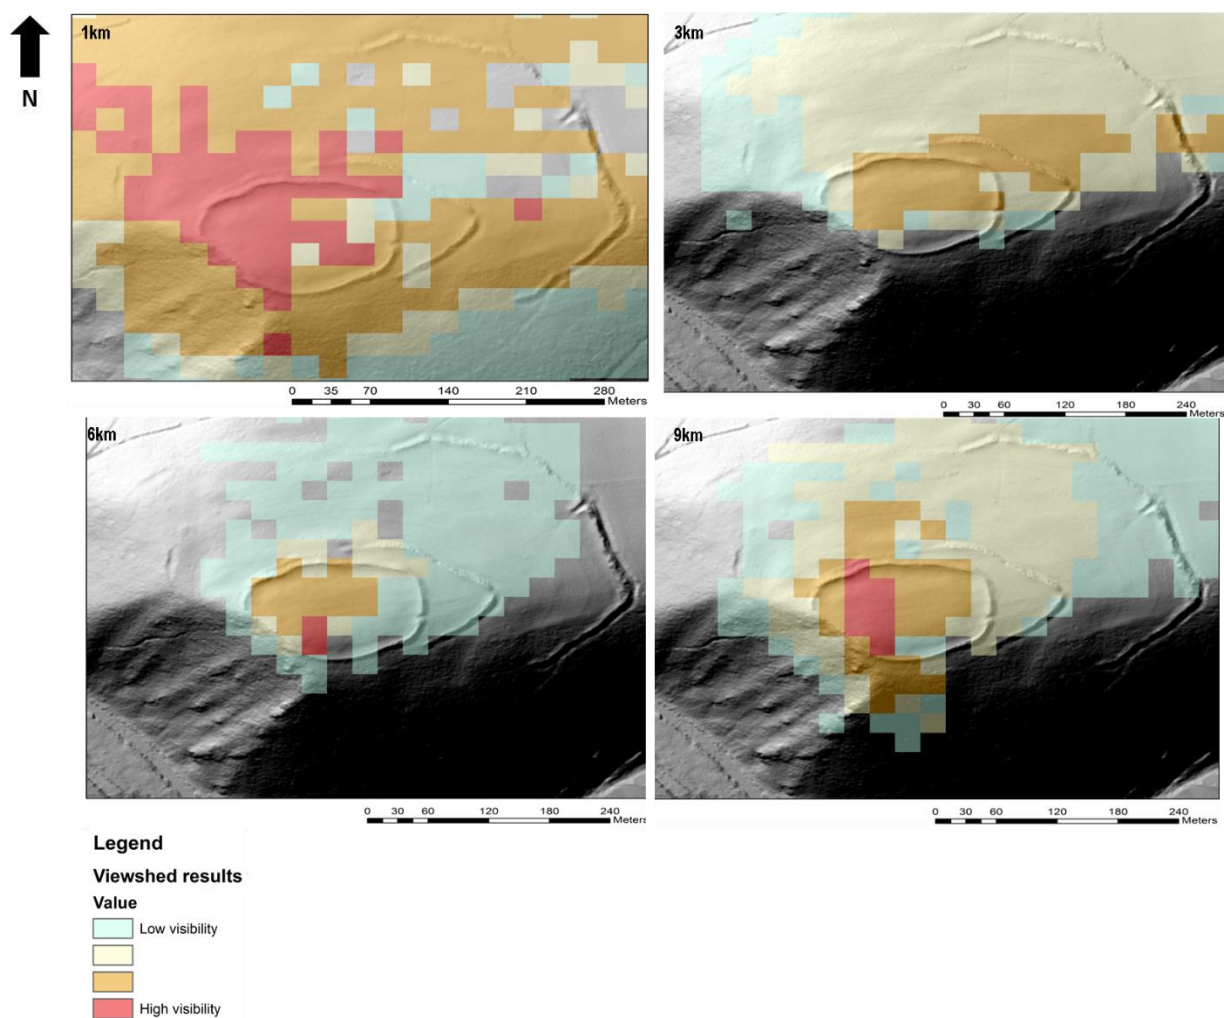 1km
3km
N
0 35 70 140 210 280
Meters
0 30 60 120 180 240
Meters
6km
9km
0 30 60 120 180 240
Meters
0 30 60 120 180 240
Meters
Legend
Viewshed results
Value
Low visibility
High visibility